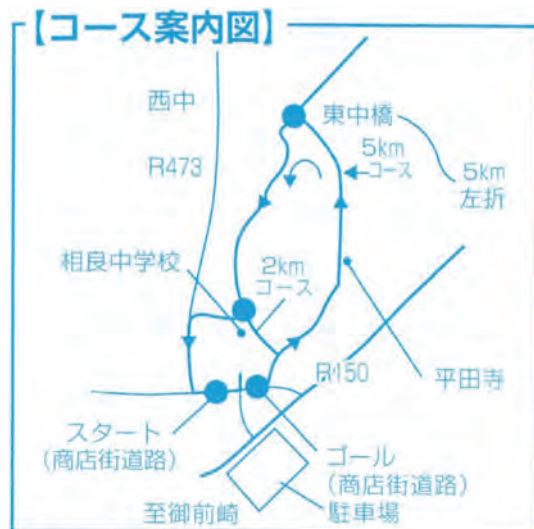 【コース案内図】
西中
東中橋
5km
コース
R473
5km
左折
相良中学校
2km
コース
R150
平田寺
スタート
(商店街道路)
ゴール
(商店街道路)
至御前崎
駐車場